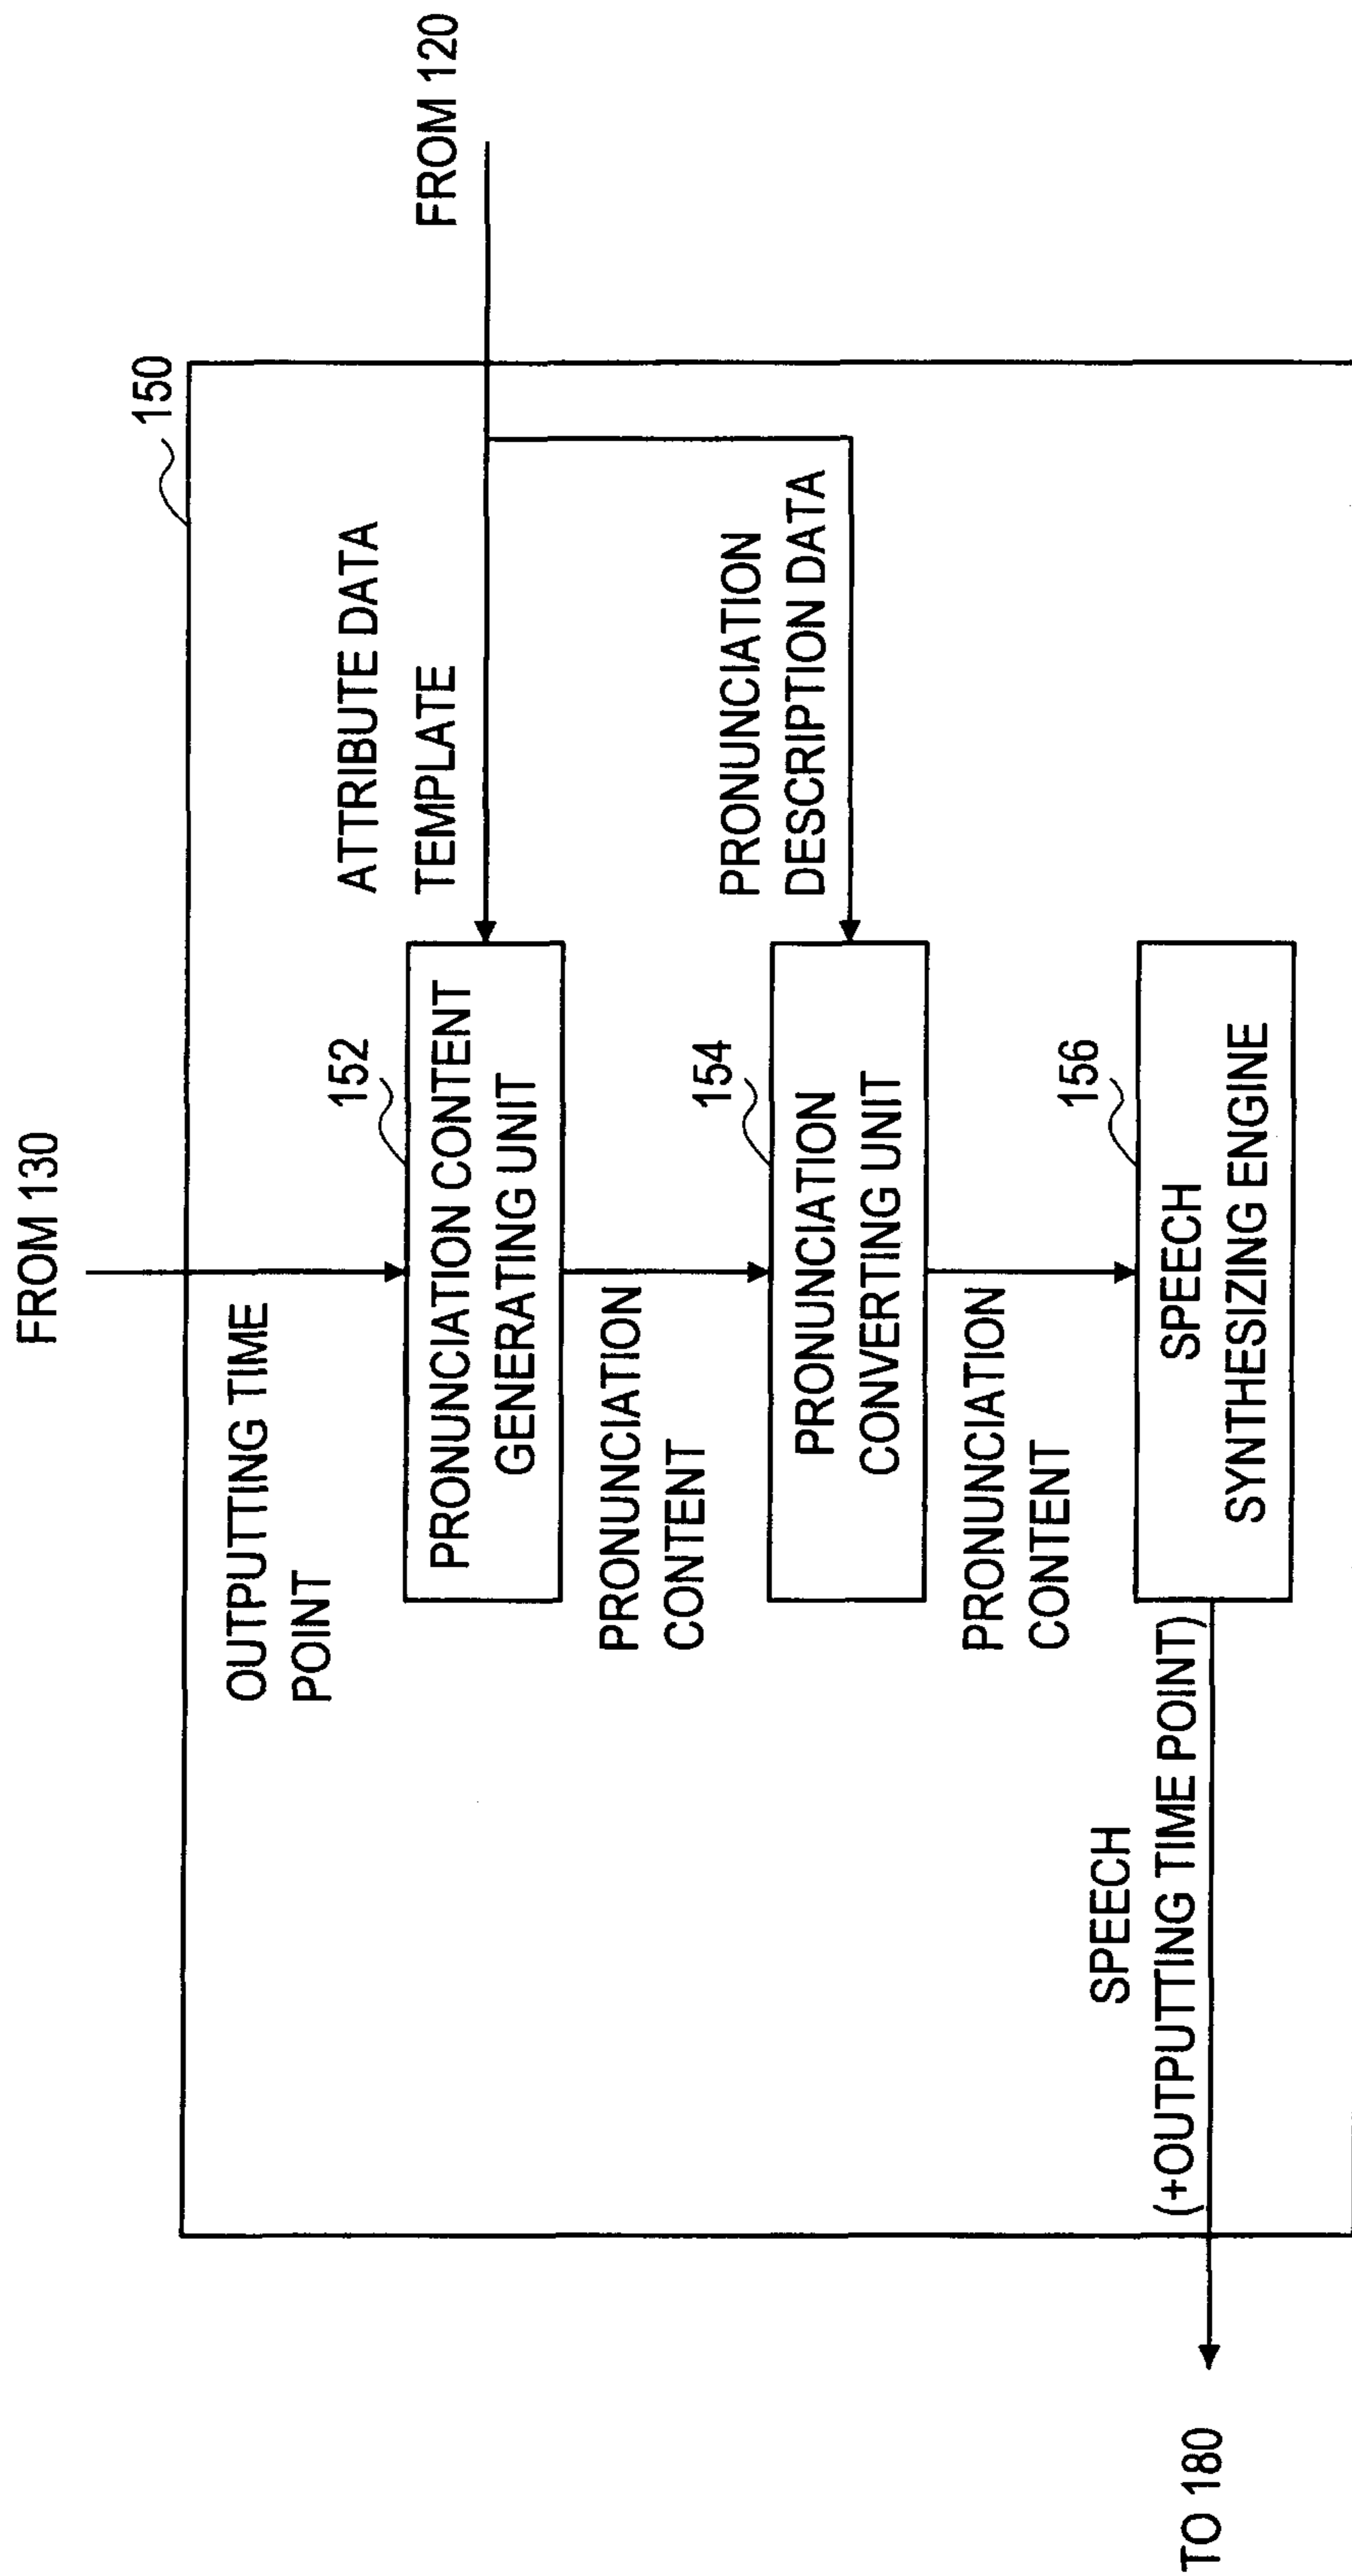 FROM 130
150
OUTPUTTING TIME
POINT
FROM 120
ATTRIBUTE DATA
TEMPLATE
152
PRONUNCIATION CONTENT
GENERATING UNIT
PRONUNCIATION
CONTENT
PRONUNCIATION
DESCRIPTION DATA
154
PRONUNCIATION
CONVERTING UNIT
PRONUNCIATION
CONTENT
156
SPEECH
SYNTHESIZING ENGINE
SPEECH
(+OUTPUTTING TIME POINT)
TO 180